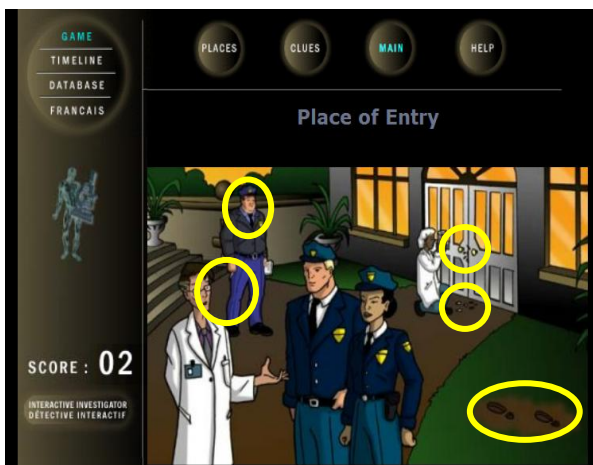 GAME
TIMELINE
DATABASE
FRANCAIS
PLACES
CLUES
MAIN
HELP
Place of Entry
SCORE : 02
INTERACTIVE INVESTIGATOR
DÉTECTIVE INTERACTIF